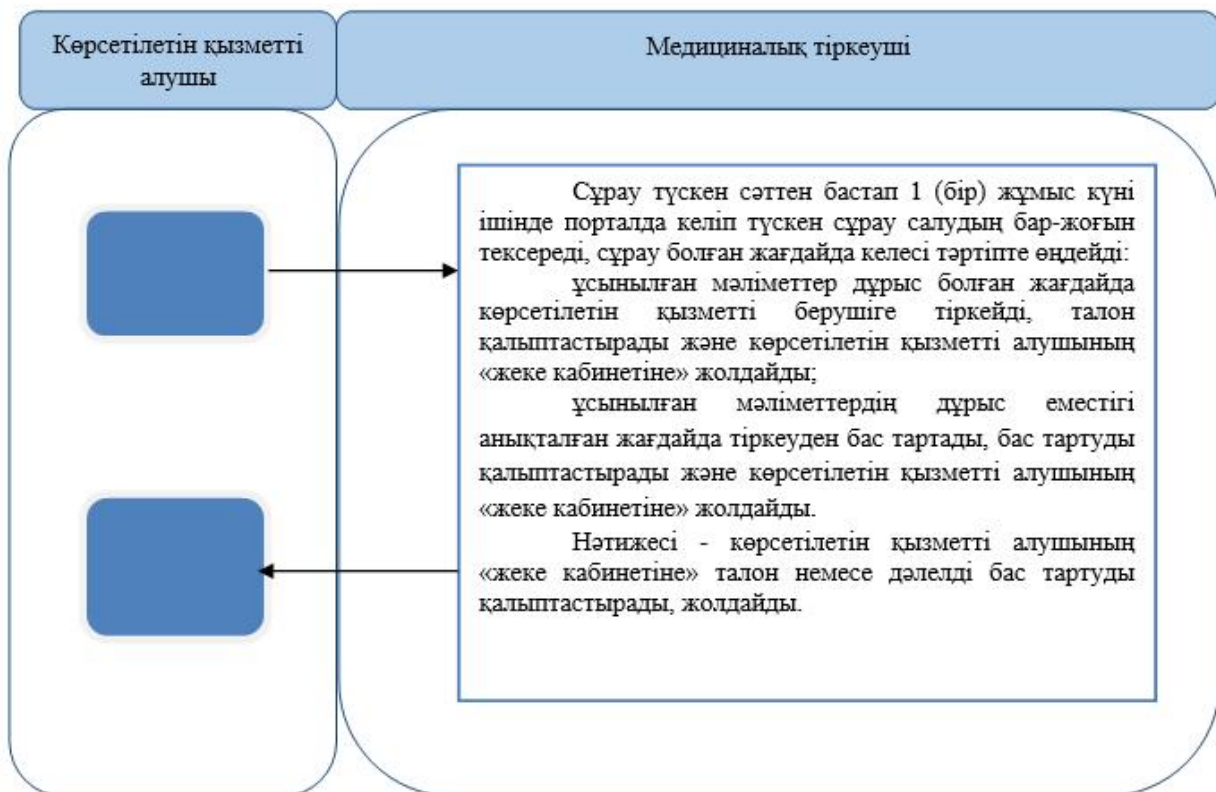 Көрсетілетін қызметті
алушы
Медициналық тіркеуші
Сұрау түскен сәттен бастап 1 (бір) жұмыс күні
ішінде порталда келіп түскен сұрау салудың бар-жоғын
тексереді, сұрау болған жағдайда келесі тәртіпте өңдейді:
ұсынылған мәліметтер дұрыс болған жағдайда
көрсетілетін қызметті берушіге тіркейді, талон
қалыптастырады және көрсетілетін қызметті алушының
«жеке кабинетіне» жолдайды;
ұсынылған мәліметтердің дұрыс еместігі
анықталған жағдайда тіркеуден бас тартады, бас тартуды
қалыптастырады және көрсетілетін қызметті алушының
«жеке кабинетіне» жолдайды.
Нәтижесі - көрсетілетін қызметті алушының
«жеке кабинетіне» талон немесе дәлелді бас тартуды
қалыптастырады, жолдайды.